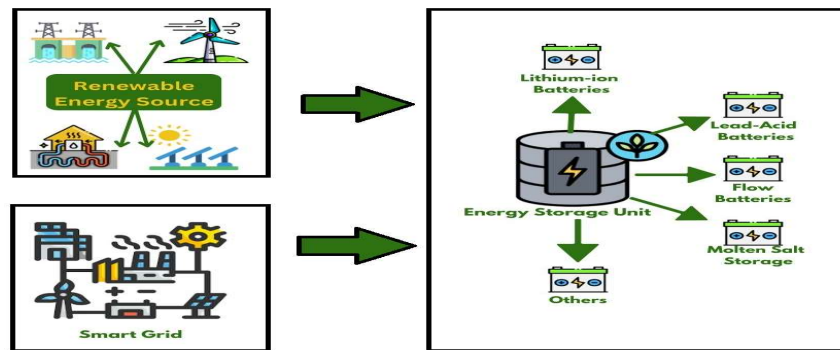 Renewable
Energy Source
Smart Grid
Lithium-ion
Batteries
Lead-Acid
Batteries
Flow
Batteries
Energy Storage Unit
Molten Salt
Storage
Others